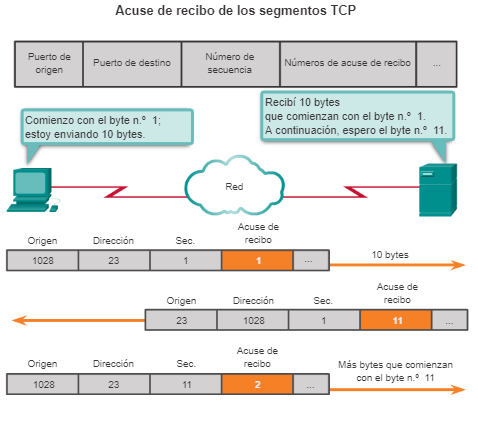 Acuse de recibo de los segmentos TCP
Puerto de
origen
Puerto de destino
Número de
secuencia
Números de acuse de recibo
...
Comienzo con el byte n.º 1;
estoy enviando 10 bytes.
Recibí 10 bytes
que comienzan con el byte n.º 1.
A continuación, espero el byte n.º 11.
Red
Origen
Dirección
Sec.
Acuse de
recibo
1028
23
1
1
...
10 bytes
Origen
Dirección
Sec.
Acuse de
recibo
23
1028
1
11
...
Origen
Dirección
Sec.
Acuse de
recibo
1028
23
11
2
...
Más bytes que comienzan
con el byte n.º 11